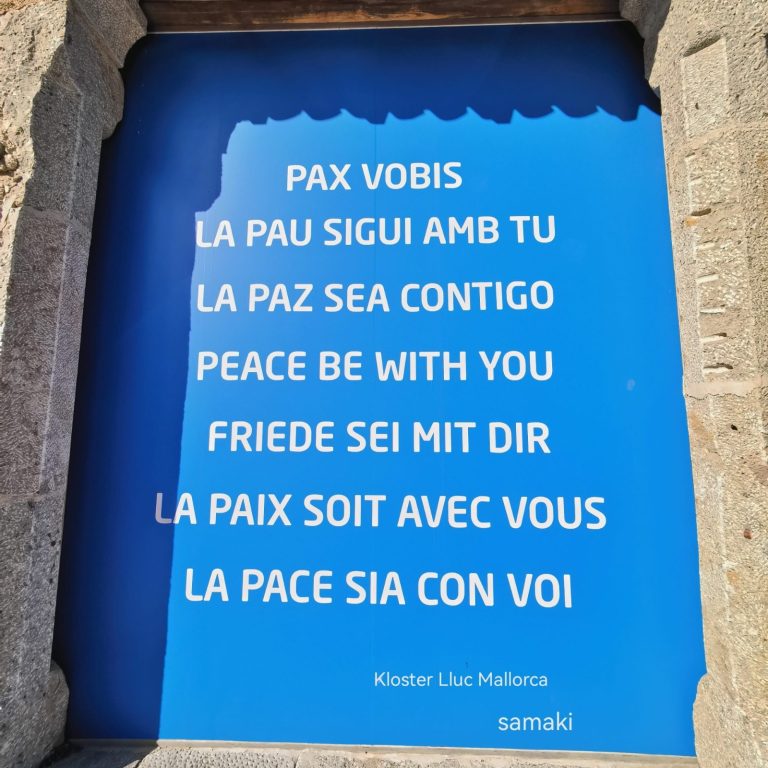 PAX VOBIS
LA PAU SIGUI AMB TU
LA PAZ SEA CONTIGO
PEACE BE WITH YOU
FRIEDE SEI MIT DIR
LA PAIX SOIT AVEC VOUS
LA PACE SIA CON VOI
Kloster Lluc Mallorca
samaki